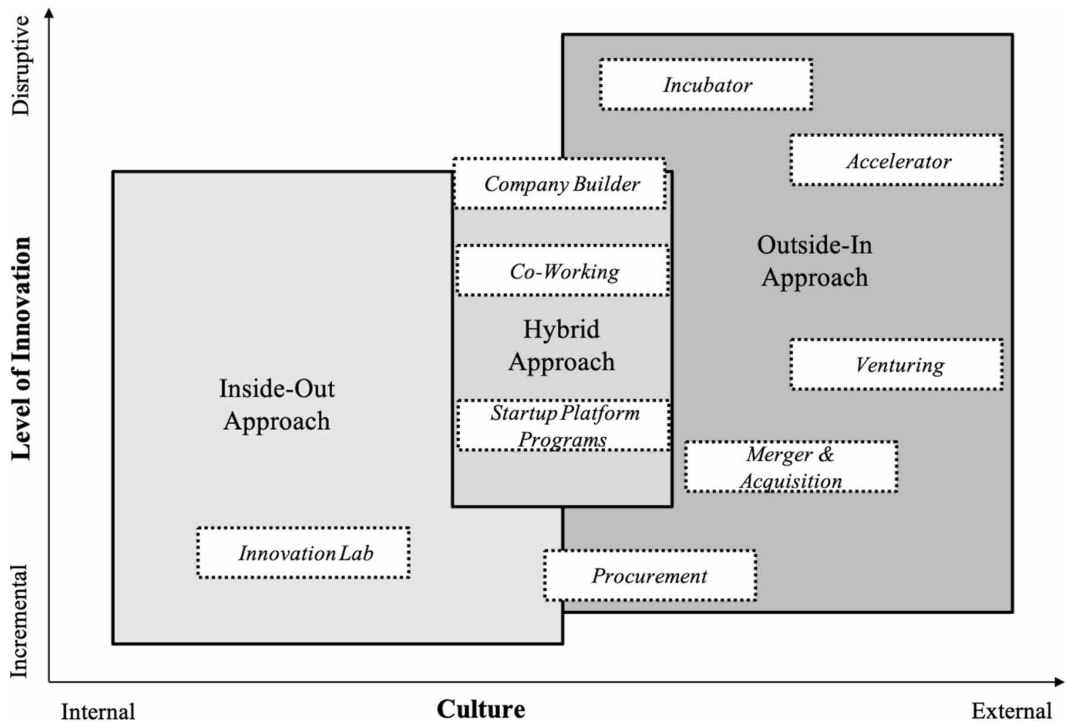 Disruptive
Incubator
Accelerator
Company Builder
Outside-In
Approach
Co-Working
Level of Innovation
Hybrid
Approach
Venturing
Inside-Out
Approach
Startup Platform
Programs
Merger &
Acquisition
Innovation Lab
Procurement
Incremental
Internal
Culture
External